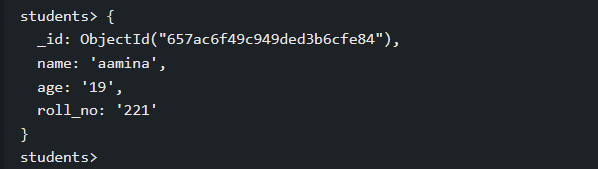 students> {
  _id: ObjectId("657ac6f49c949ded3b6cfe84"),
  name: 'aamina',
  age: '19',
  roll_no: '221'
}
students>